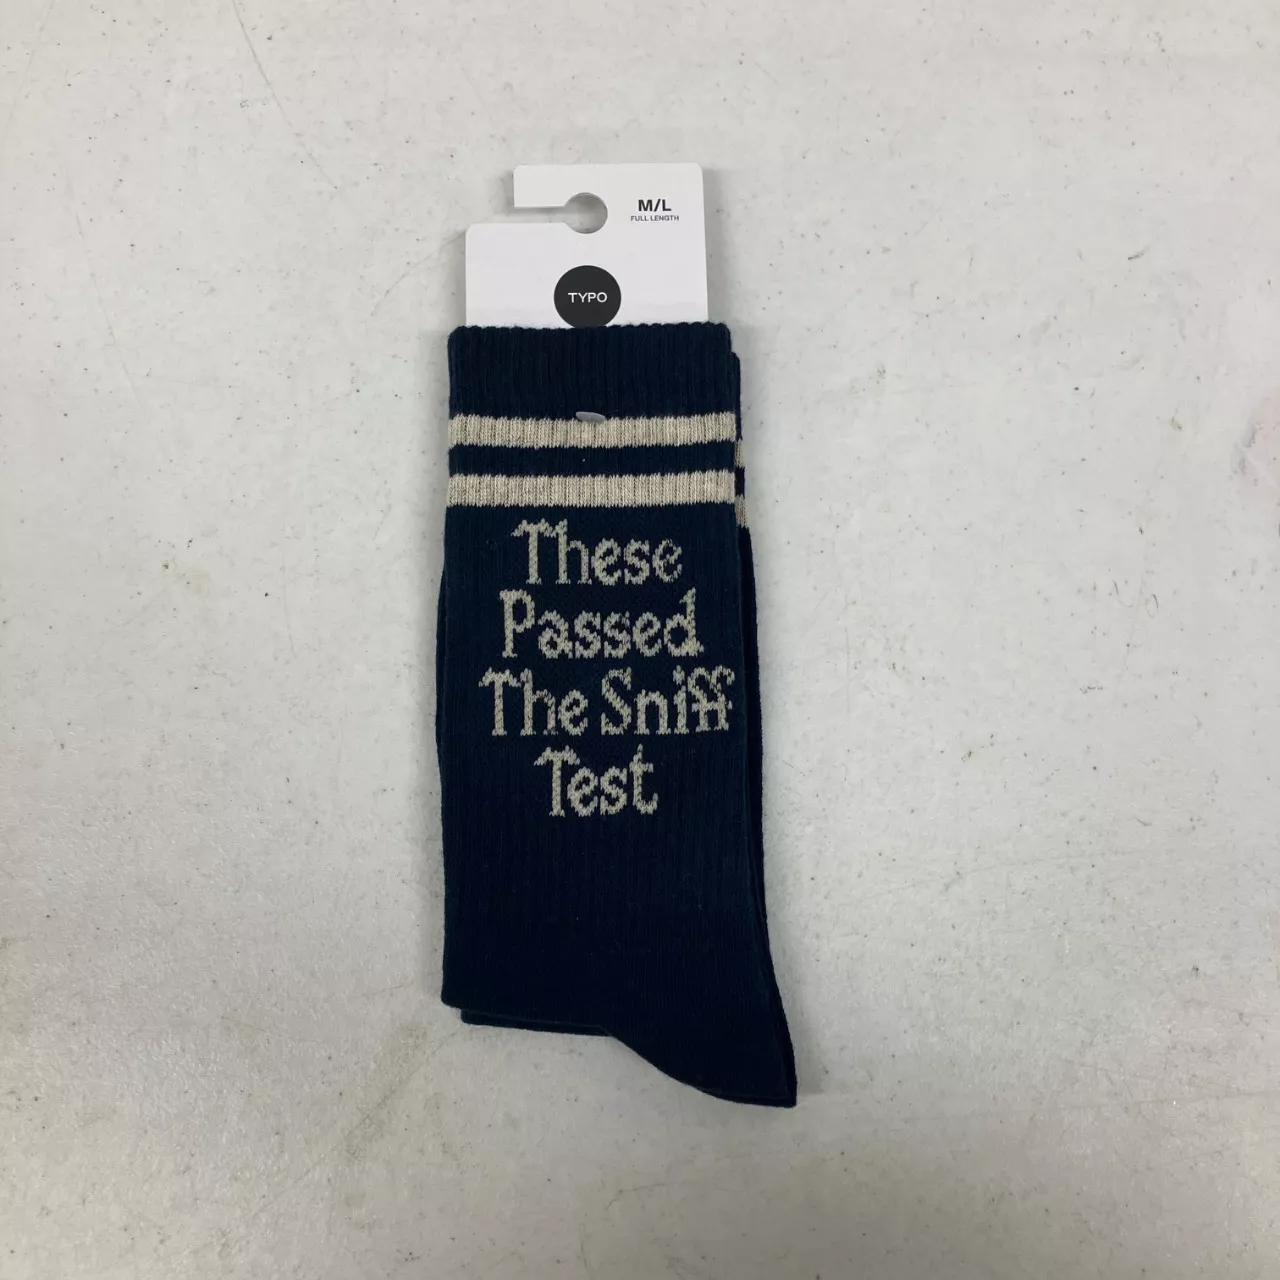 M/L
FULL LENGTH
TYPO
These
Passed
The Sniff
Test